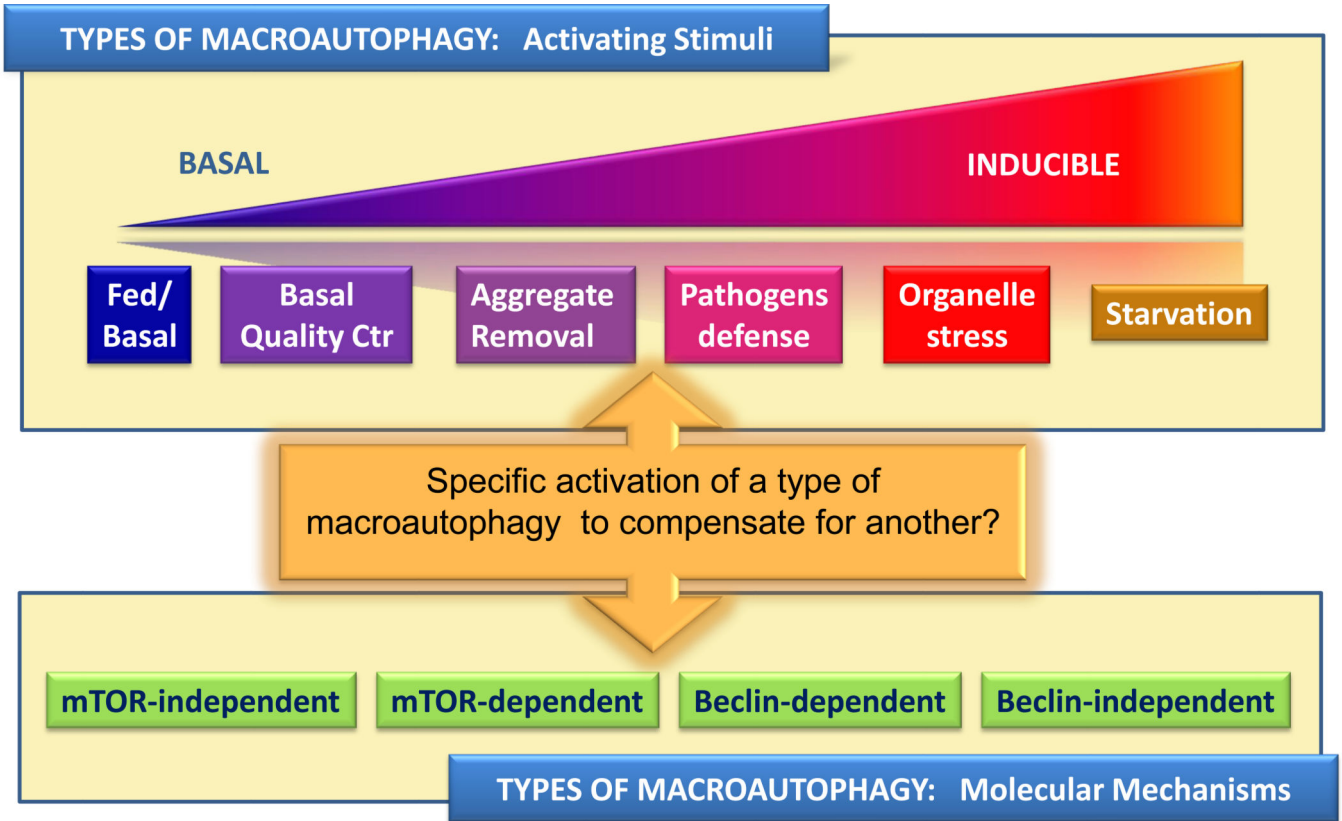 TYPES OF MACROAUTOPHAGY: Activating Stimuli
BASAL
INDUCIBLE
Fed/
Basal
Basal
Quality Ctr
Aggregate
Removal
Pathogens
defense
Organelle
stress
Starvation
Specific activation of a type of
macroautophagy to compensate for another?
mTOR-independent
mTOR-dependent
Beclin-dependent
Beclin-independent
TYPES OF MACROAUTOPHAGY: Molecular Mechanisms